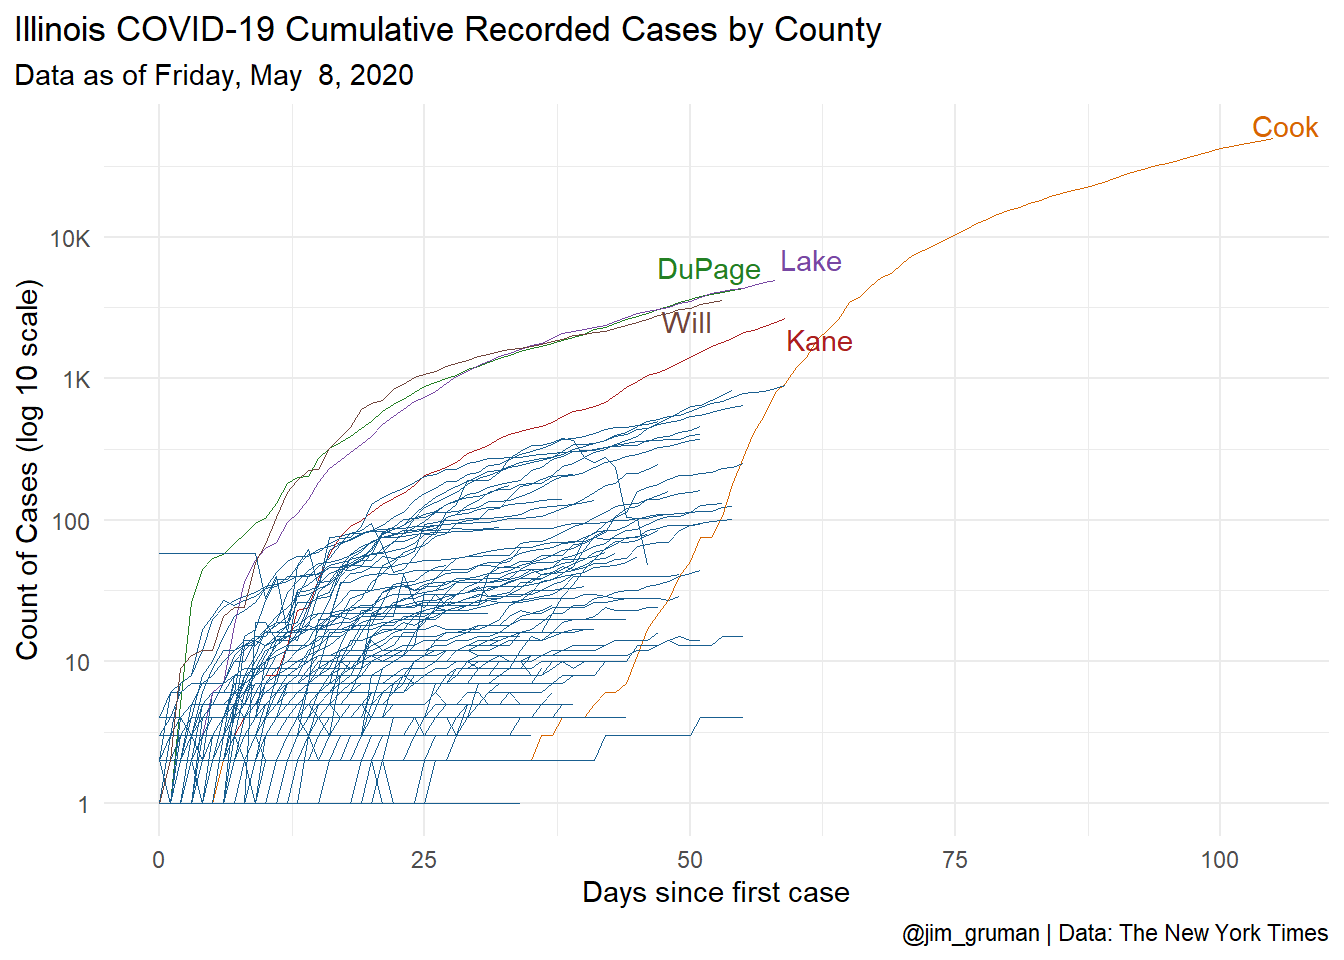 Illinois COVID-19 Cumulative Recorded Cases by County
Data as of Friday, May  8, 2020
Cook
10K
DuPage
Lake
Will
Kane
1K
100
10
1
Count of Cases (log 10 scale)
0
25
50
75
100
Days since first case
@jim_gruman | Data: The New York Times